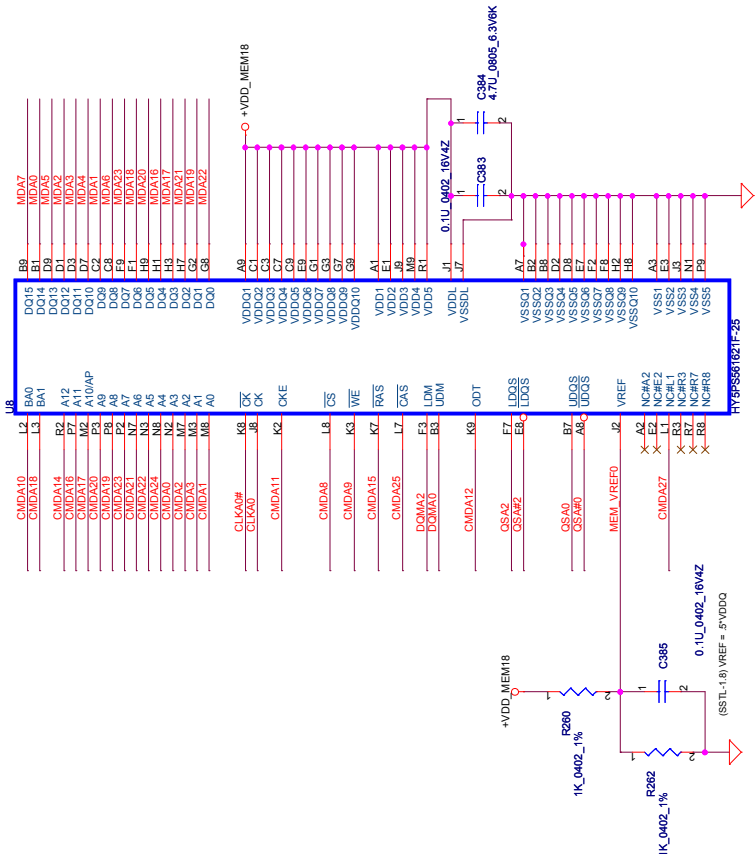 U8
CMDA10 L2 BA0 DQ15 B9 MDA7
CMDA18 L3 BA1 DQ14 B1 MDA0
DQ13 D9 MDA5
CMDA14 R2 A12 DQ12 D1 MDA2
CMDA16 P7 A11 DQ11 D3 MDA3
CMDA17 M2 A10/AP DQ10 D7 MDA4
CMDA20 P3 A9 DQ9 C2 MDA1
CMDA19 P8 A8 DQ8 C8 MDA6
CMDA23 P2 A7 DQ7 F9 MDA23
CMDA21 N7 A6 DQ6 F1 MDA18
CMDA22 N3 A5 DQ5 H9 MDA20
CMDA24 N8 A4 DQ4 H1 MDA16
CMDA0 N2 A3 DQ3 H3 MDA17
CMDA2 M7 A2 DQ2 H7 MDA21
CMDA3 M3 A1 DQ1 G2 MDA19
CMDA1 M8 A0 DQ0 G8 MDA22
+VDD_MEM18
CLKA0# K8 CK VDDQ1 A9
CLKA0 J8 CK VDDQ2 C1
VDDQ3 C3
CMDA11 K2 CKE VDDQ4 C7
VDDQ5 C9
VDDQ6 E9
VDDQ7 G1
CMDA8 L8 CS VDDQ8 G3
VDDQ9 G7
CMDA9 K3 WE VDDQ10 G9
CMDA15 K7 RAS VDD1 A1
VDD2 E1
CMDA25 L7 CAS VDD3 J9
DQMA2 F3 LDM VDD4 M9
DQMA0 B3 UDM VDD5 R1
0.1U_0402_16V4Z
VDDL J1
VSSDL J7
CMDA12 K9 ODT
1 C383 2
1 C384 2
4.7U_0805_6.3V6K
QSA2 F7 LDQS VSSQ1 A7
QSA#2 E8 LDQS VSSQ2 B2
VSSQ3 B8
VSSQ4 D2
VSSQ5 D8
QSA0 B7 UDQS VSSQ6 E7
QSA#0 A8 UDQS VSSQ7 F2
VSSQ8 F8
MEM_VREF0 J2 VREF VSSQ9 H2
VSSQ10 H8
A2 NC#A2 VSS1 A3
E2 NC#E2 VSS2 E3
CMDA27 L1 NC#L1 VSS3 J3
R3 NC#R3 VSS4 N1
R7 NC#R7 VSS5 P9
R8 NC#R8
HY5PS561621F-25
+VDD_MEM18
1 2
R260
1K_0402_1%
1 2
R262
1K_0402_1%
1 2
C385
0.1U_0402_16V4Z
(SSTL-1.8) VREF = .5*VDDQ